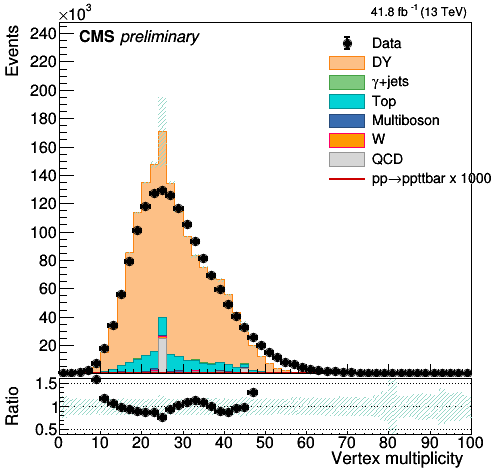 ×10³
41.8 fb⁻¹ (13 TeV)
CMS preliminary
Events
240
220
200
180
160
140
120
100
80
60
40
20
Data
DY
γ+jets
Top
Multiboson
W
QCD
pp→ppttbar x 1000
Ratio
1.5
1
0.5
0 10 20 30 40 50 60 70 80 90 100
Vertex multiplicity